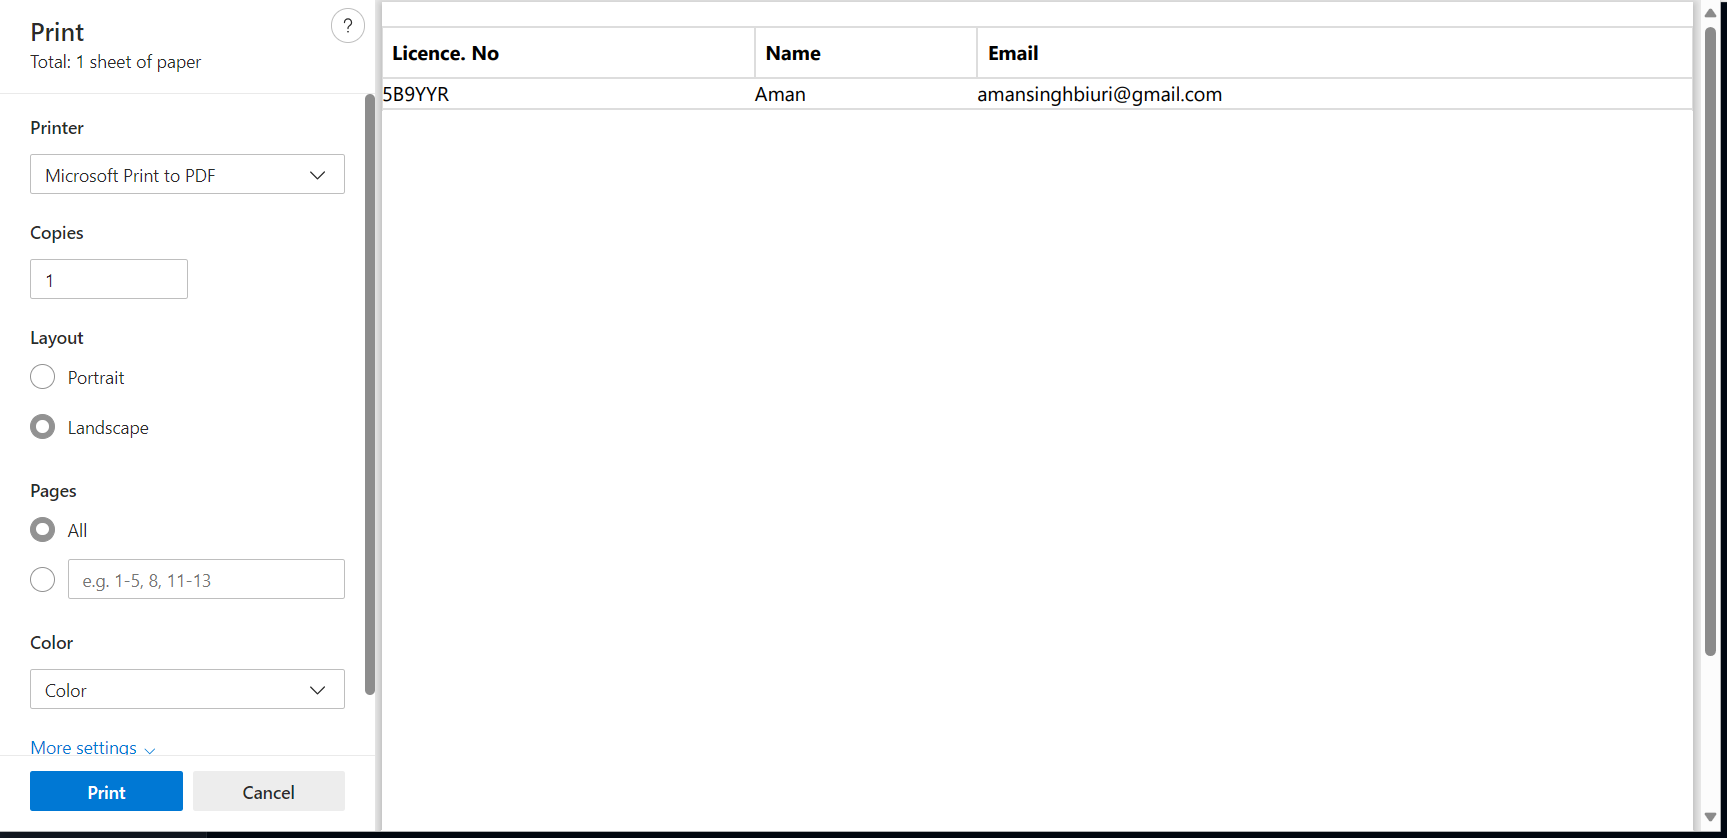 Print
?
Total: 1 sheet of paper
Printer
Microsoft Print to PDF
Copies
1
Layout
Portrait
Landscape
Pages
All
e.g. 1-5, 8, 11-13
Color
Color
More settings
Print Cancel
Licence. No Name Email
5B9YYR Aman amansinghbiuri@gmail.com